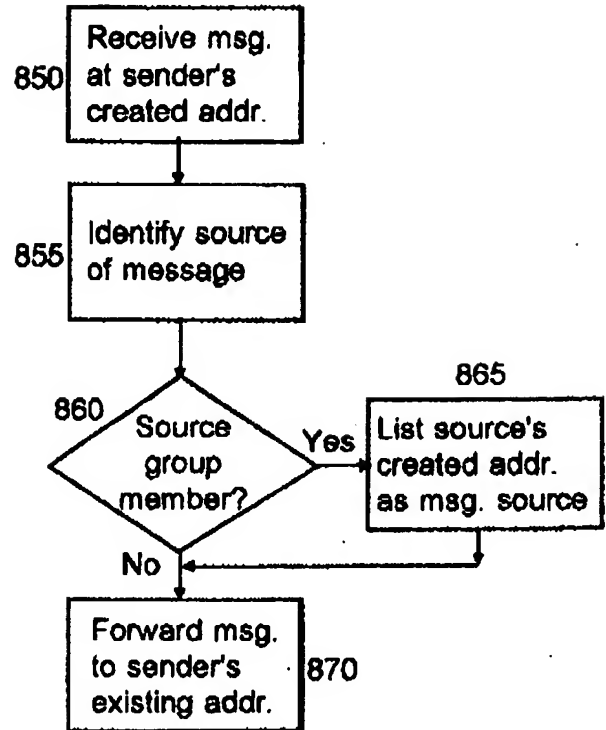 850
Receive msg.
at sender's
created addr.
855
Identify source
of message
860
Source
group
member?
Yes
865
List source's
created addr.
as msg. source
No
Forward msg.
to sender's
existing addr.
870